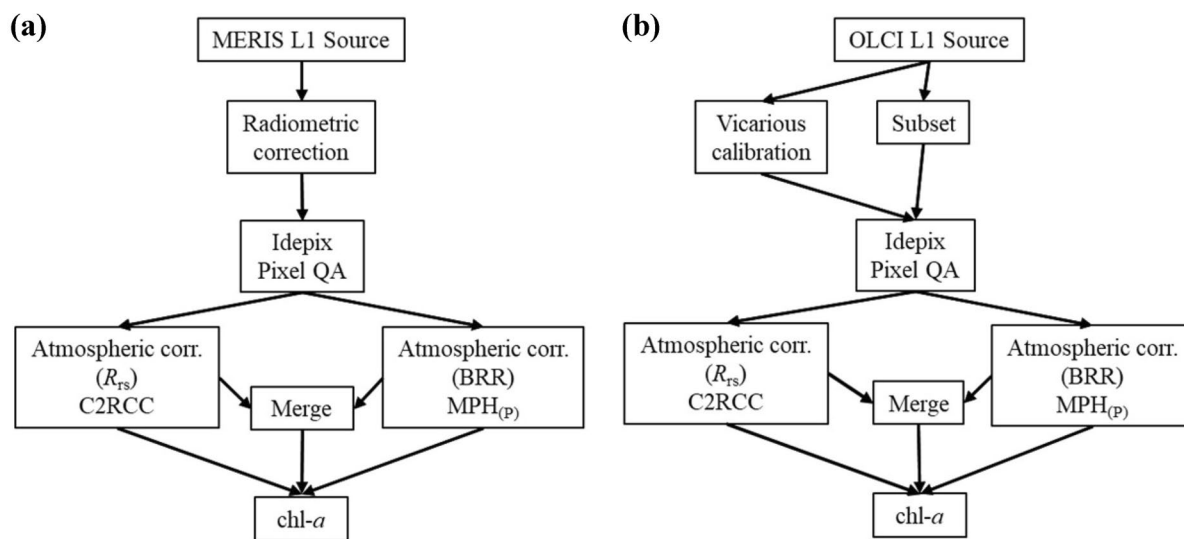 (a)
MERIS L1 Source
Radiometric
correction
Idepix
Pixel QA
Atmospheric corr.
(Rrs)
C2RCC
Merge
Atmospheric corr.
(BRR)
MPH(P)
chl-a
(b)
OLCI L1 Source
Vicarious
calibration
Subset
Idepix
Pixel QA
Atmospheric corr.
(Rrs)
C2RCC
Merge
Atmospheric corr.
(BRR)
MPH(P)
chl-a